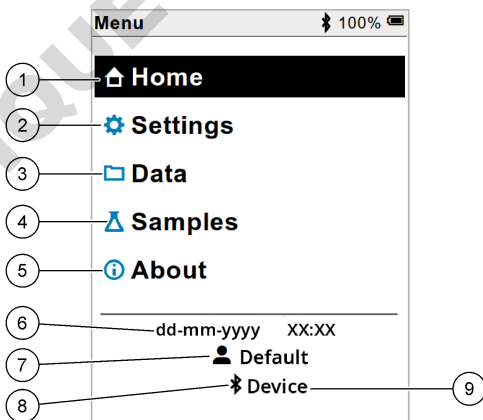 Menu 100%
1 Home
2 Settings
3 Data
4 Samples
5 About
6 dd-mm-yyyy XX:XX
7 Default
8 Device 9
QUE